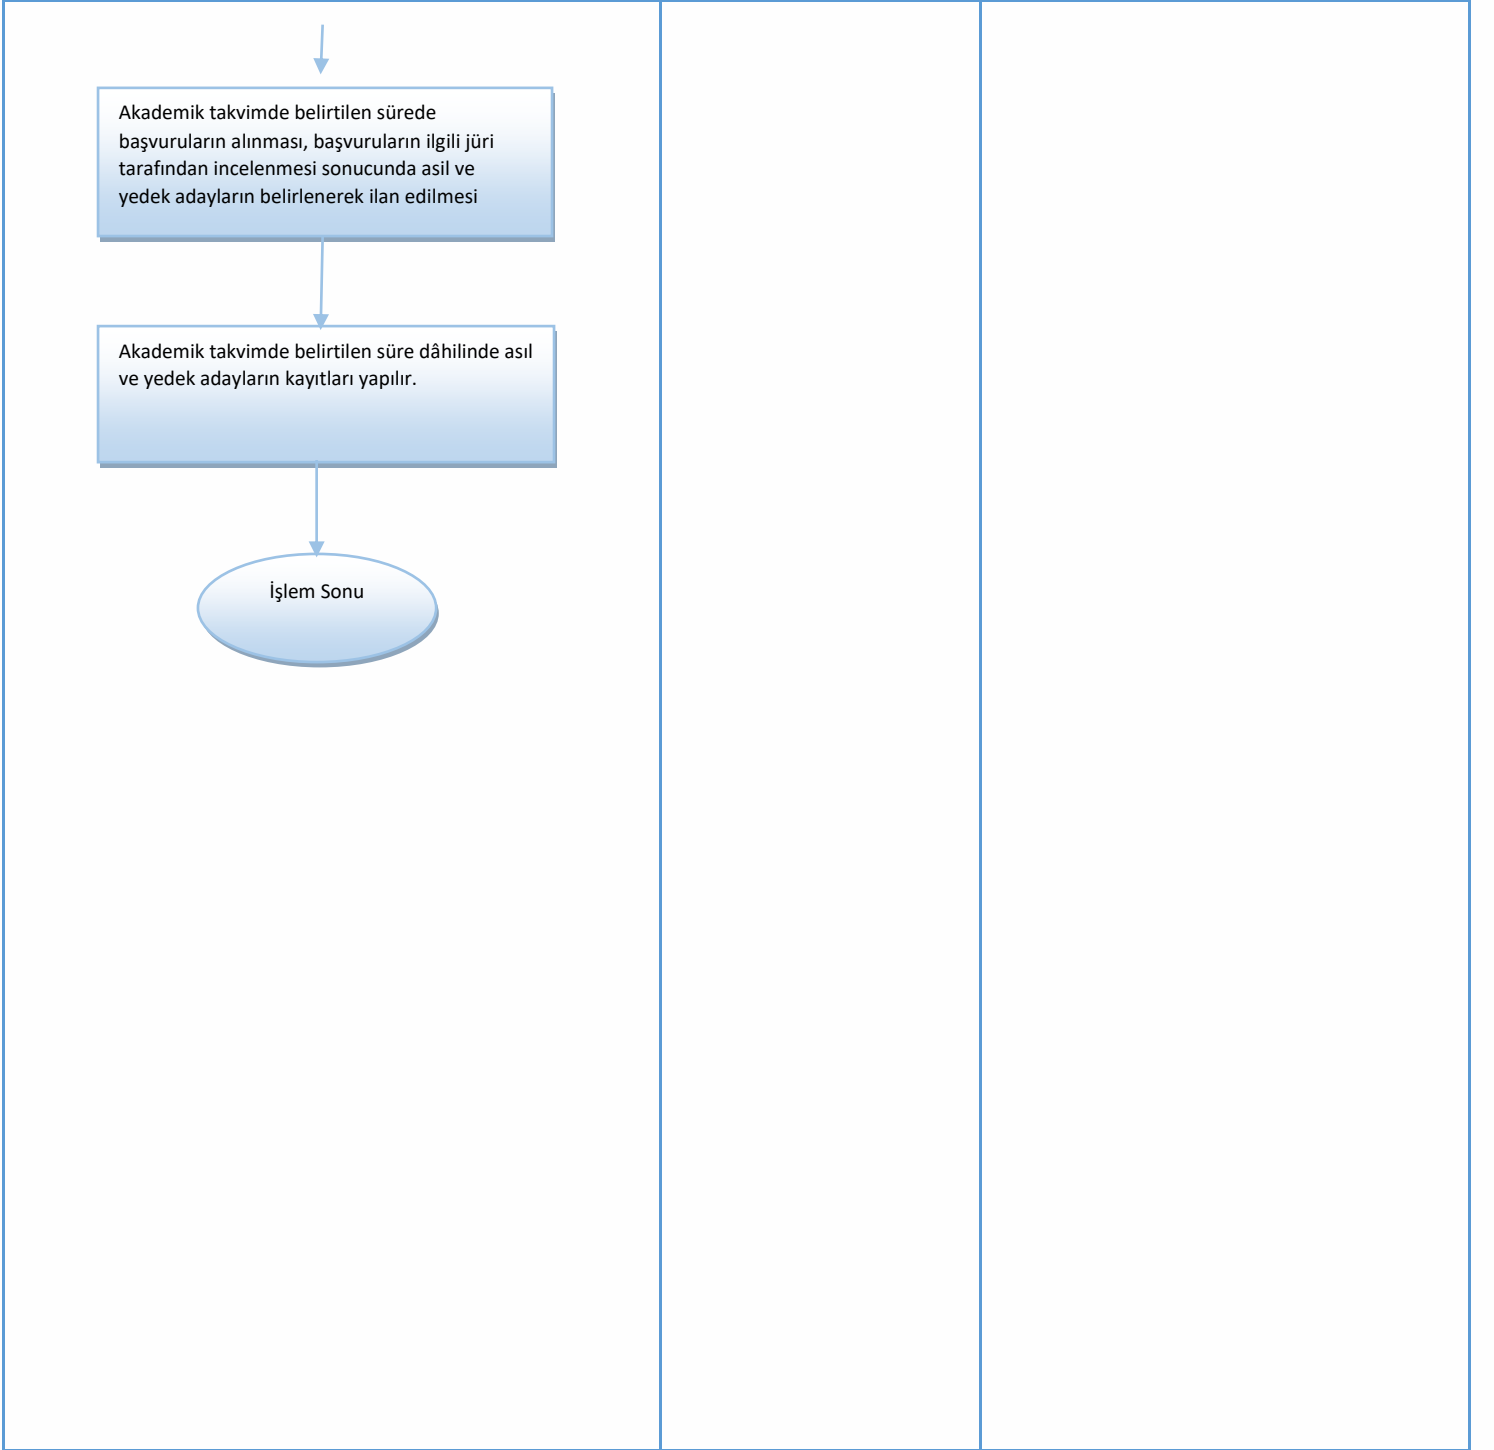 Akademik takvimde belirtilen sürede
başvuruların alınması, başvuruların ilgili jüri
tarafından incelenmesi sonucunda asil ve
yedek adayların belirlenerek ilan edilmesi
Akademik takvimde belirtilen süre dâhilinde asıl
ve yedek adayların kayıtları yapılır.
İşlem Sonu